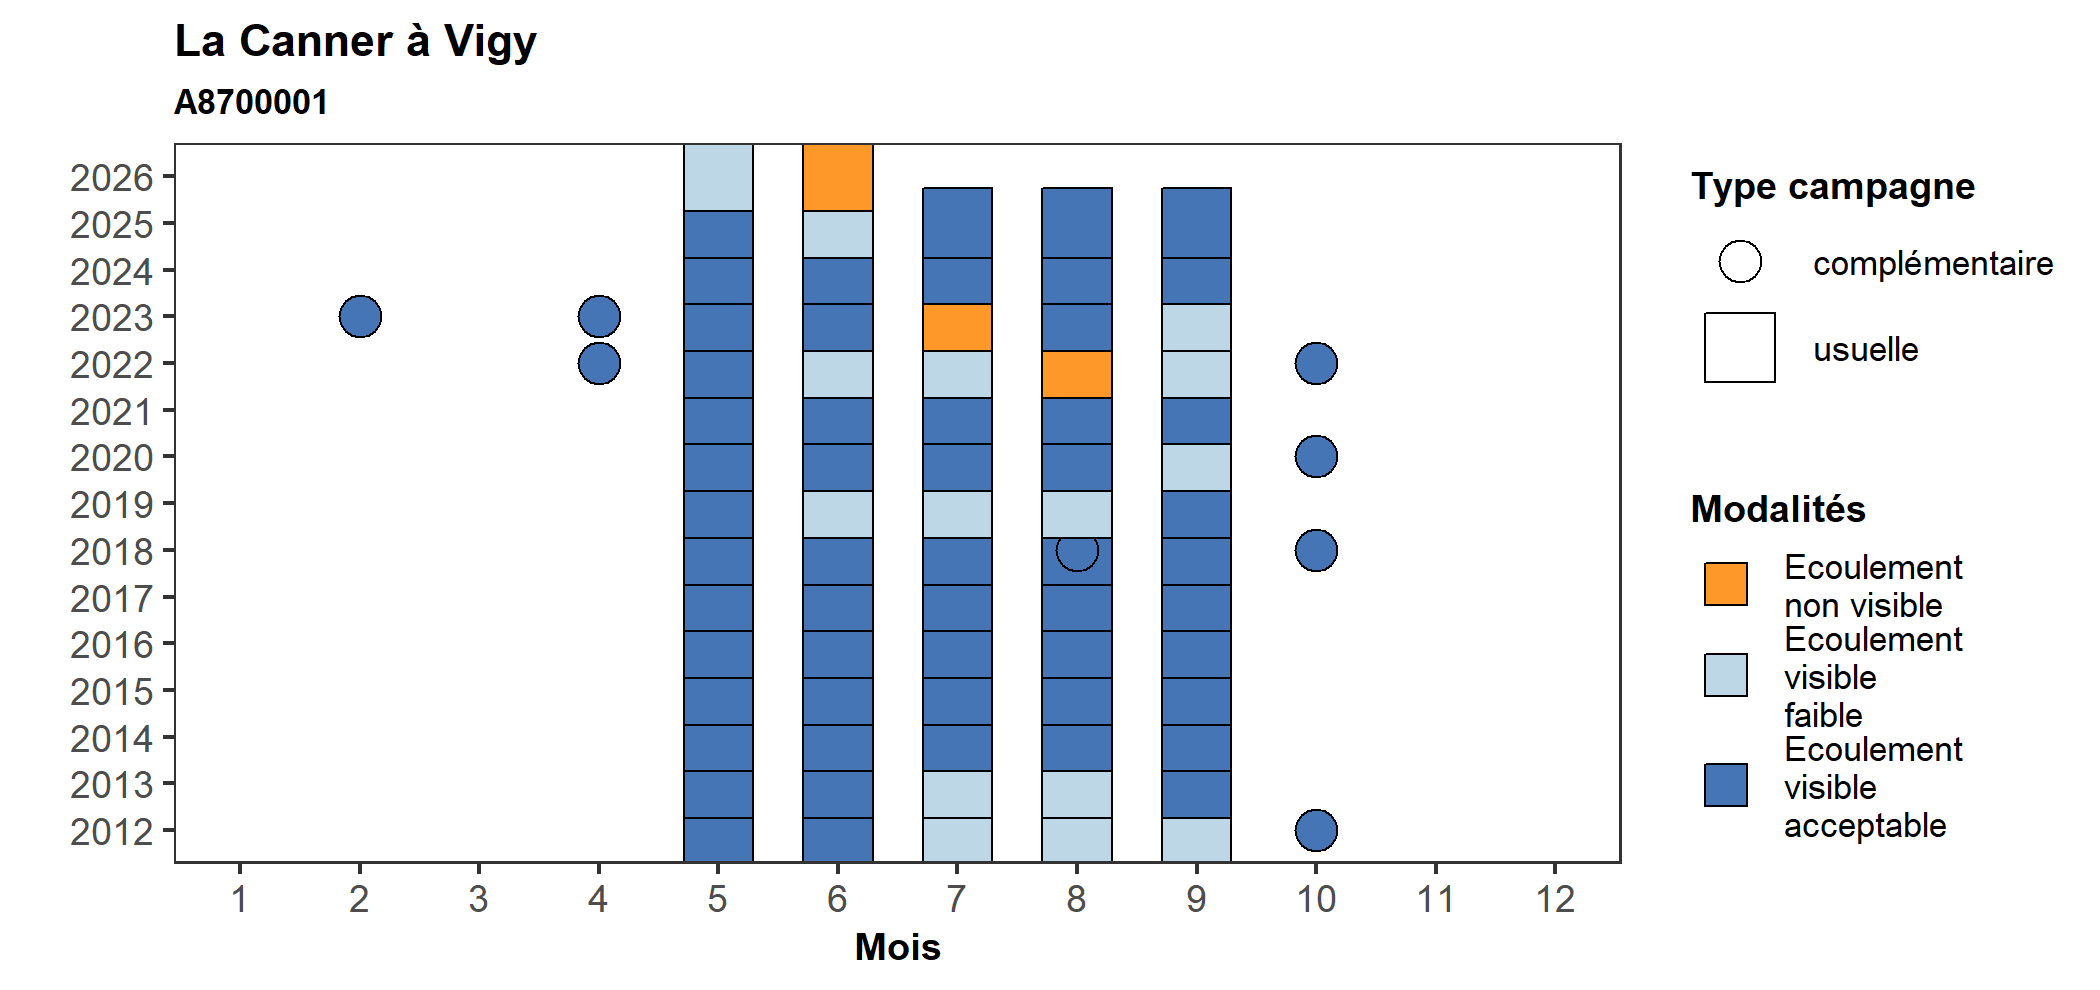 La Canner à Vigy
A8700001
2026
2025
2024
2023
2022
2021
2020
2019
2018
2017
2016
2015
2014
2013
2012
1 2 3 4 5 6 7 8 9 10 11 12
Mois
Type campagne
complémentaire
usuelle
Modalités
Ecoulement
non visible
Ecoulement
visible
faible
Ecoulement
visible
acceptable